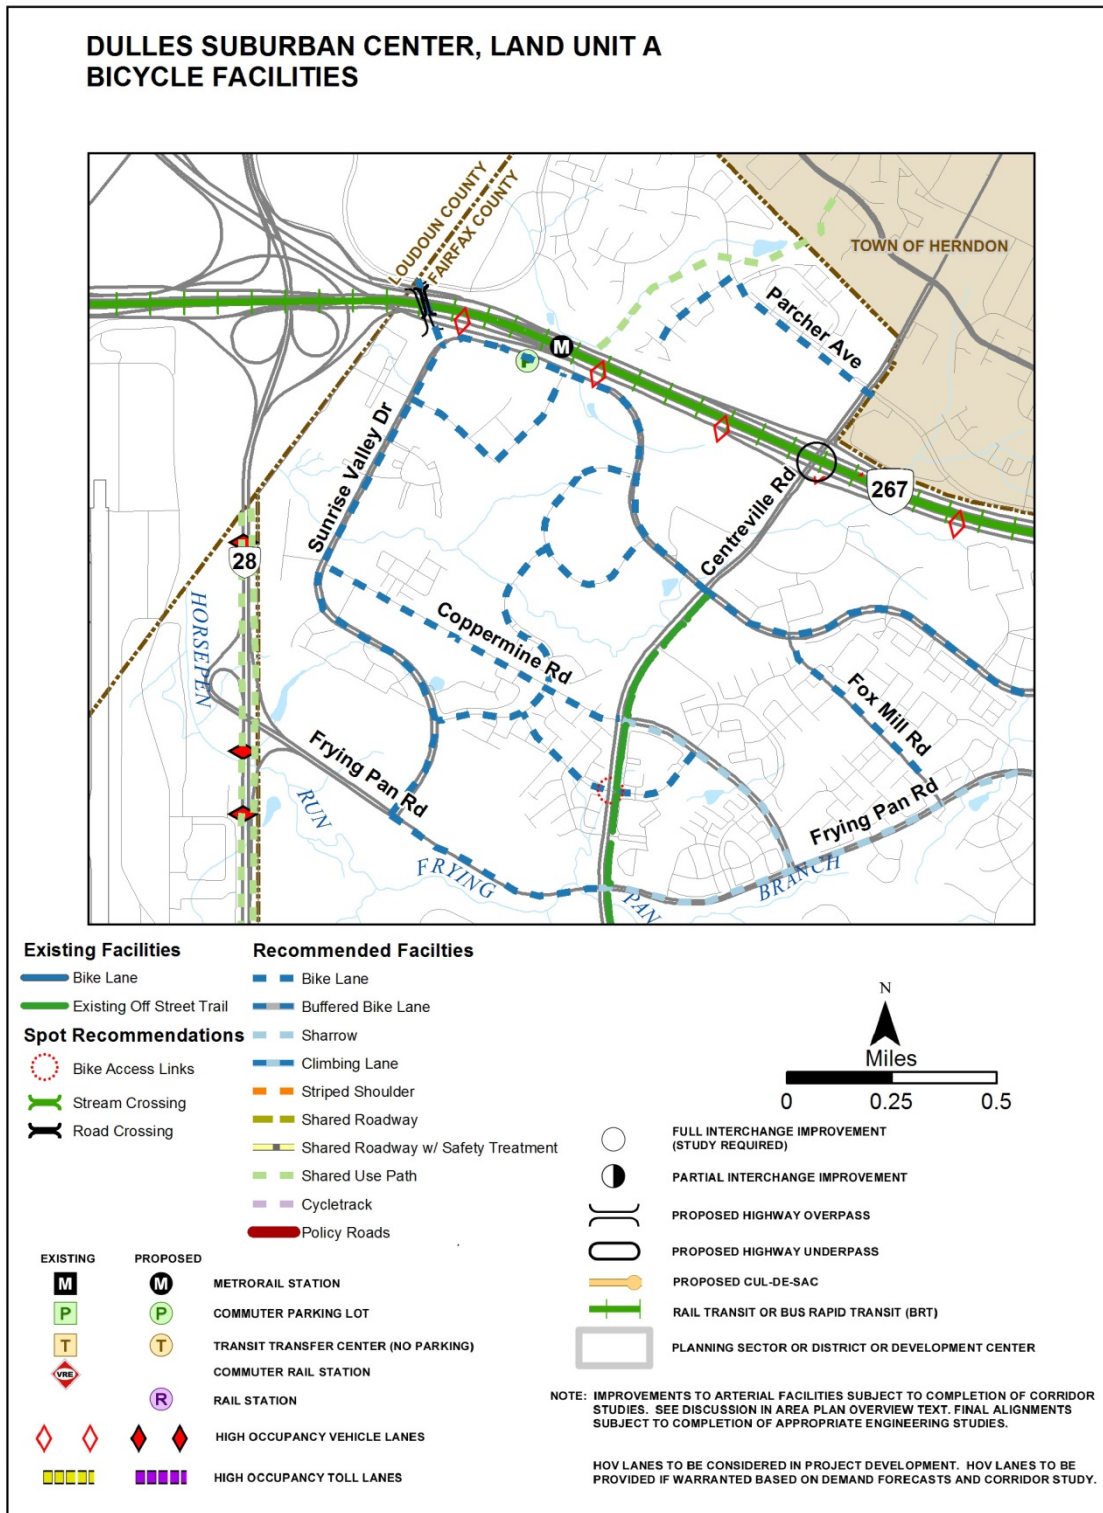 DULLES SUBURBAN CENTER, LAND UNIT A
BICYCLE FACILITIES
LOUDOUN COUNTY
FAIRFAX COUNTY
TOWN OF HERNDON
Parcher Ave
M
P
Sunrise Valley Dr
Centreville Rd
267
28
HORSEPEN
Coppermine Rd
Fox Mill Rd
Frying Pan Rd
Frying Pan Rd
RUN
FRYING
PAN
BRANCH
Existing Facilities
Bike Lane
Existing Off Street Trail
Spot Recommendations
Bike Access Links
Stream Crossing
Road Crossing
Recommended Facilties
Bike Lane
Buffered Bike Lane
Sharrow
Climbing Lane
Striped Shoulder
Shared Roadway
Shared Roadway w/ Safety Treatment
Shared Use Path
Cycletrack
Policy Roads
N
Miles
0 0.25 0.5
EXISTING PROPOSED
M M METRORAIL STATION
P P COMMUTER PARKING LOT
T T TRANSIT TRANSFER CENTER (NO PARKING)
VRE COMMUTER RAIL STATION
R RAIL STATION
HIGH OCCUPANCY VEHICLE LANES
HIGH OCCUPANCY TOLL LANES
FULL INTERCHANGE IMPROVEMENT
(STUDY REQUIRED)
PARTIAL INTERCHANGE IMPROVEMENT
PROPOSED HIGHWAY OVERPASS
PROPOSED HIGHWAY UNDERPASS
PROPOSED CUL-DE-SAC
RAIL TRANSIT OR BUS RAPID TRANSIT (BRT)
PLANNING SECTOR OR DISTRICT OR DEVELOPMENT CENTER
NOTE: IMPROVEMENTS TO ARTERIAL FACILITIES SUBJECT TO COMPLETION OF CORRIDOR
STUDIES. SEE DISCUSSION IN AREA PLAN OVERVIEW TEXT. FINAL ALIGNMENTS
SUBJECT TO COMPLETION OF APPROPRIATE ENGINEERING STUDIES.
HOV LANES TO BE CONSIDERED IN PROJECT DEVELOPMENT. HOV LANES TO BE
PROVIDED IF WARRANTED BASED ON DEMAND FORECASTS AND CORRIDOR STUDY.